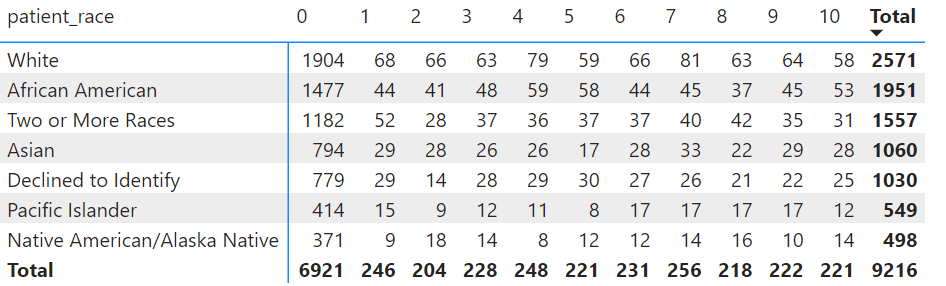 patient_race 0 1 2 3 4 5 6 7 8 9 10 Total
White 1904 68 66 63 79 59 66 81 63 64 58 2571
African American 1477 44 41 48 59 58 44 45 37 45 53 1951
Two or More Races 1182 52 28 37 36 37 37 40 42 35 31 1557
Asian 794 29 28 26 26 17 28 33 22 29 28 1060
Declined to Identify 779 29 14 28 29 30 27 26 21 22 25 1030
Pacific Islander 414 15 9 12 11 8 17 17 17 17 12 549
Native American/Alaska Native 371 9 18 14 8 12 12 14 16 10 14 498
Total 6921 246 204 228 248 221 231 256 218 222 221 9216